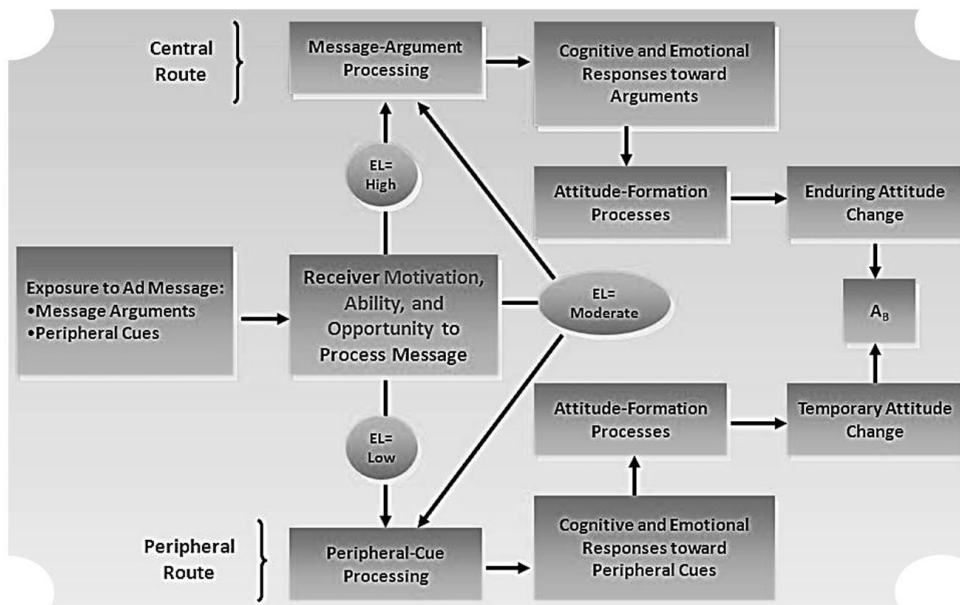 Central
Route
Message-Argument
Processing
Cognitive and Emotional
Responses toward
Arguments
EL=
High
Attitude-Formation
Processes
Enduring Attitude
Change
Exposure to Ad Message:
•Message Arguments
•Peripheral Cues
Receiver Motivation,
Ability, and
Opportunity to
Process Message
EL=
Moderate
AB
EL=
Low
Attitude-Formation
Processes
Temporary Attitude
Change
Peripheral
Route
Peripheral-Cue
Processing
Cognitive and Emotional
Responses toward
Peripheral Cues